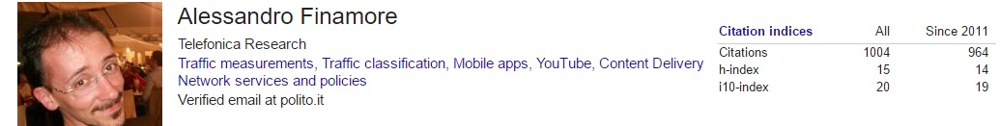 Alessandro Finamore
Telefonica Research
Traffic measurements, Traffic classification, Mobile apps, YouTube, Content Delivery
Network services and policies
Verified email at polito.it
Citation indices All Since 2011
Citations 1004 964
h-index 15 14
i10-index 20 19